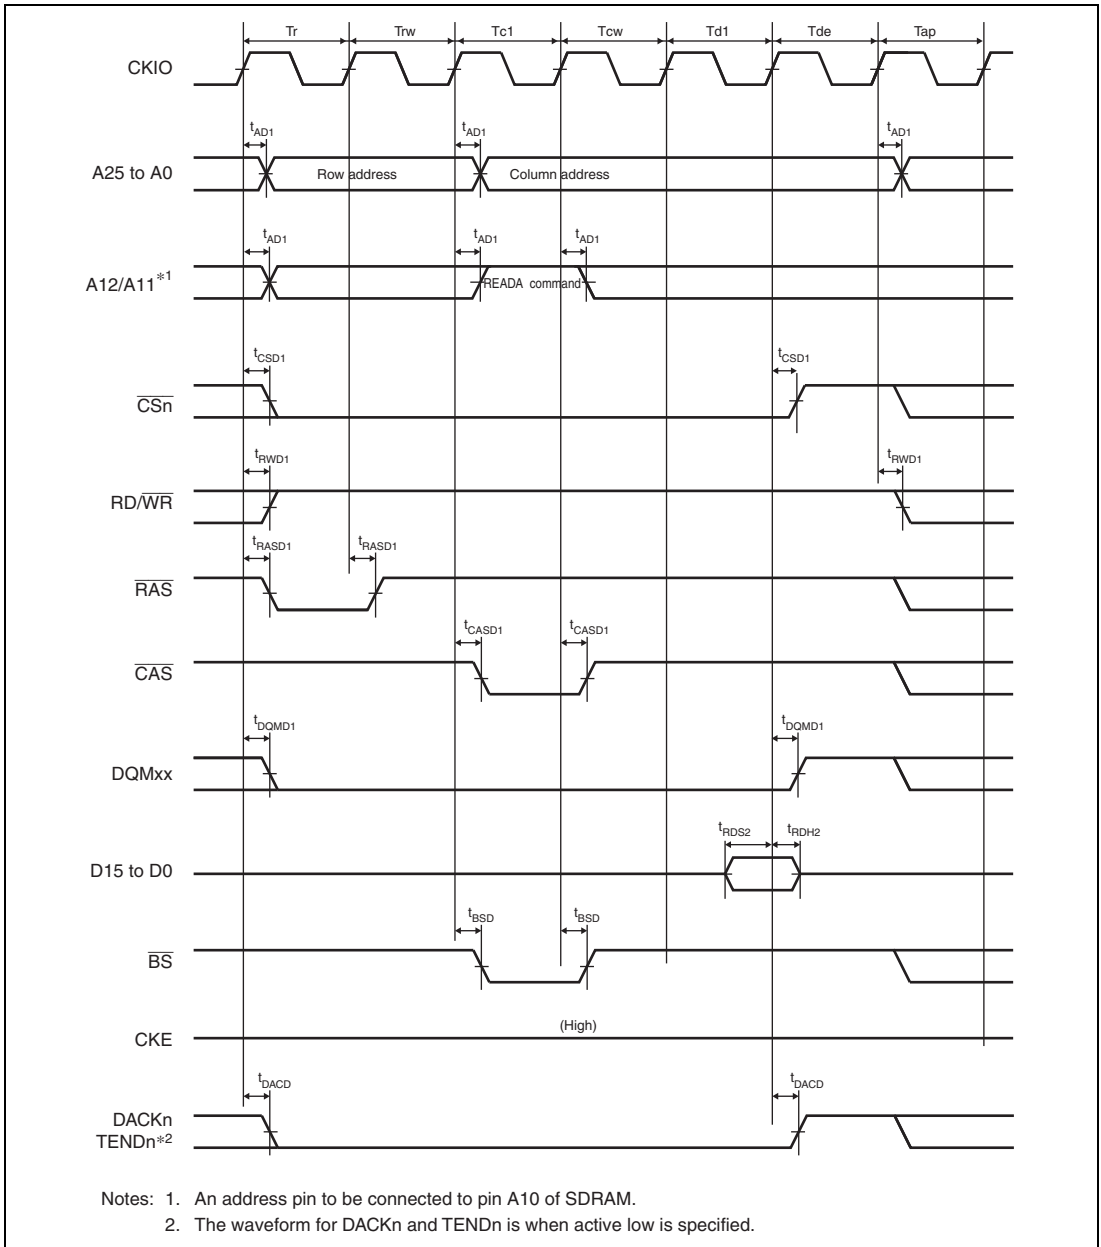 Tr Trw Tc1 Tcw Td1 Tde Tap
CKIO
tAD1 tAD1 tAD1
A25 to A0 Row address Column address
tAD1 tAD1 tAD1
A12/A11*1 READA command
tCSD1 tCSD1
CSn
tRWD1 tRWD1
RD/WR
tRASD1 tRASD1
RAS
tCASD1 tCASD1
CAS
tDQMD1 tDQMD1
DQMxx
tRDS2 tRDH2
D15 to D0
tBSD tBSD
BS
(High)
CKE
tDACD tDACD
DACKn
TENDn*2
Notes: 1. An address pin to be connected to pin A10 of SDRAM.
2. The waveform for DACKn and TENDn is when active low is specified.